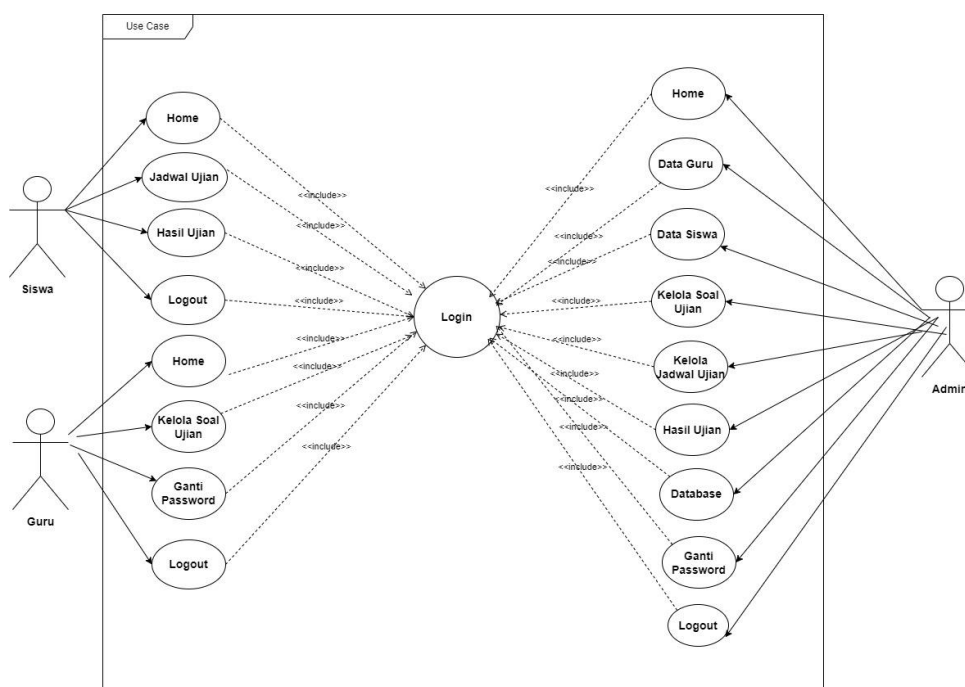 Use Case
Home
Jadwal Ujian
Hasil Ujian
Logout
Siswa
Home
Kelola Soal
Ujian
Ganti
Password
Logout
Guru
<<include>>
<<include>>
<<include>>
<<include>>
<<include>>
<<include>>
<<include>>
<<include>>
Login
<<include>>
<<include>>
<<include>>
<<include>>
<<include>>
<<include>>
<<include>>
<<include>>
<<include>>
Home
Data Guru
Data Siswa
Kelola Soal
Ujian
Kelola
Jadwal Ujian
Hasil Ujian
Database
Ganti
Password
Logout
Admin